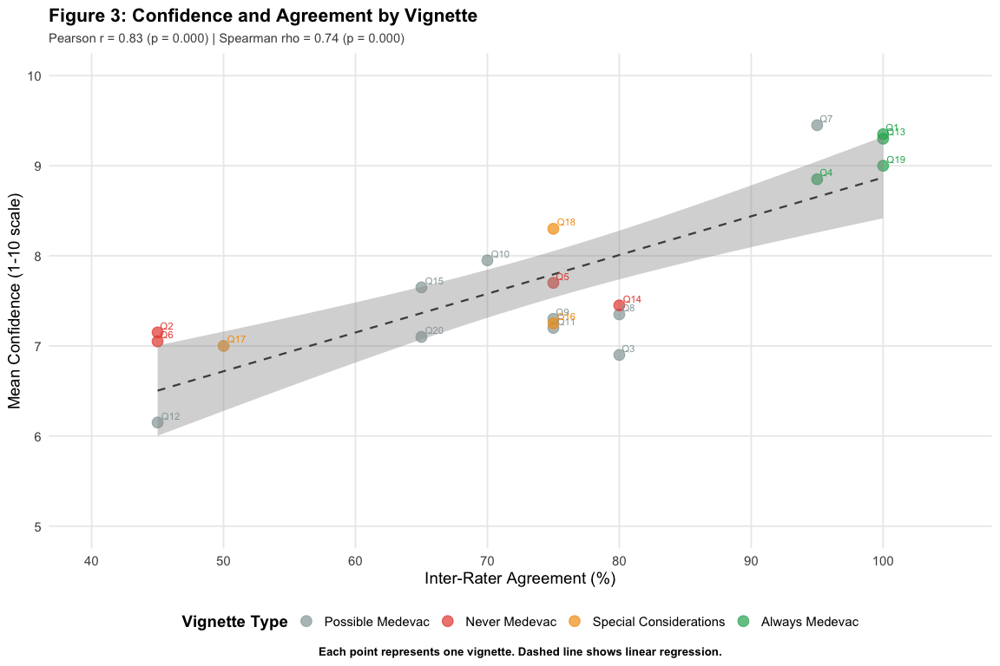 Figure 3: Confidence and Agreement by Vignette
Pearson r = 0.83 (p = 0.000) | Spearman rho = 0.74 (p = 0.000)
Mean Confidence (1-10 scale)
10
9
8
7
6
5
Q7
Q1
Q13
Q19
Q4
Q18
Q10
Q15
Q5
Q14
Q8
Q9
Q16
Q11
Q20
Q2
Q6
Q17
Q3
Q12
40
50
60
70
80
90
100
Inter-Rater Agreement (%)
Vignette Type
Possible Medevac
Never Medevac
Special Considerations
Always Medevac
Each point represents one vignette. Dashed line shows linear regression.